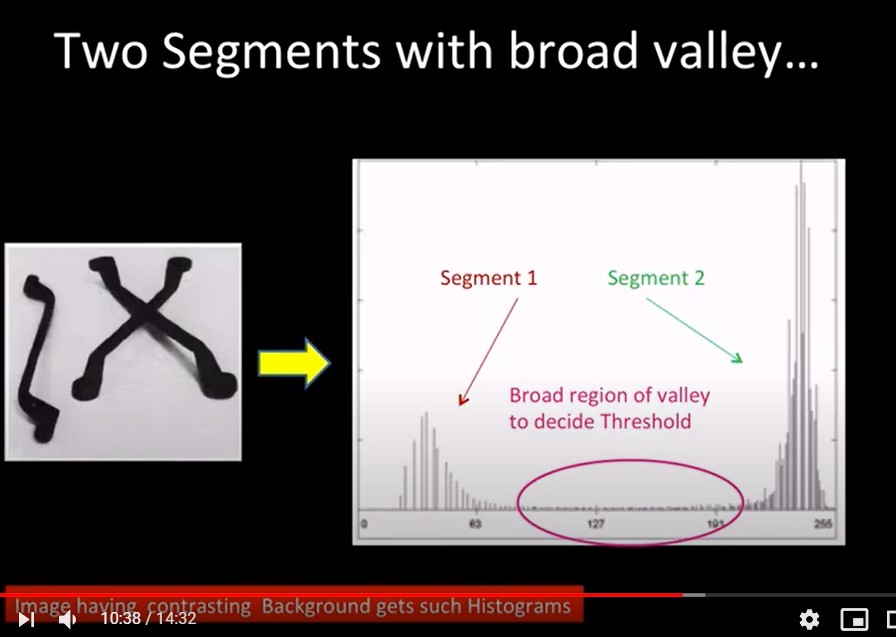 Two Segments with broad valley...
Segment 1
Segment 2
Broad region of valley
to decide Threshold
0
63
127
191
255
Image having contrasting Background gets such Histograms
10:38 / 14:32